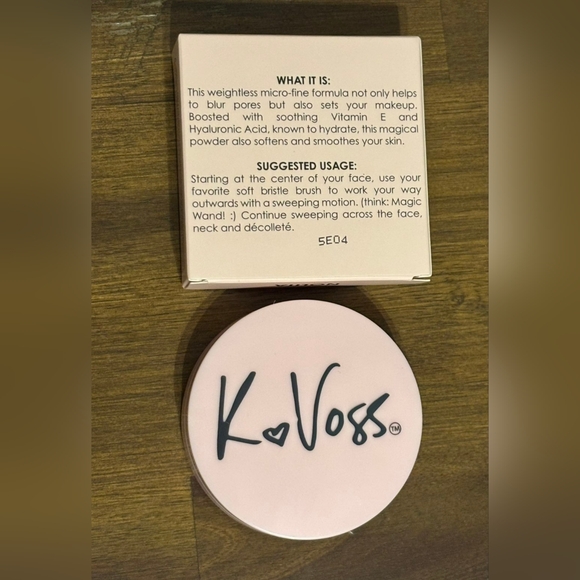 WHAT IT IS:
This weightless micro-fine formula not only helps
to blur pores but also sets your makeup.
Boosted with soothing Vitamin E and
Hyaluronic Acid, known to hydrate, this magical
powder also softens and smoothes your skin.
SUGGESTED USAGE:
Starting at the center of your face, use your
favorite soft bristle brush to work your way
outwards with a sweeping motion. (think: Magic
Wand! :) Continue sweeping across the face,
neck and décolleté.
5E04
K♥Voss™